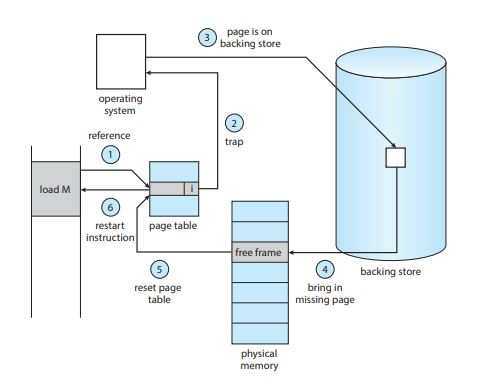 3
page is on
backing store
operating
system
2
trap
reference
1
load M
i
6
restart
instruction
page table
free frame
5
reset page
table
4
bring in
missing page
backing store
physical
memory